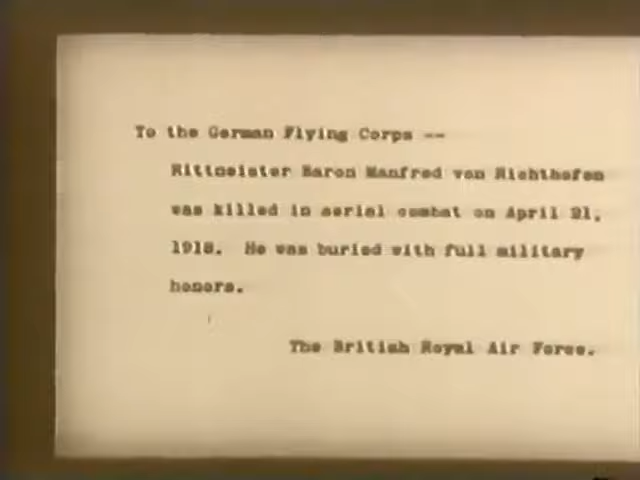 To the German Flying Corps --
Rittmeister Baron Manfred von Richthofen
was killed in aerial combat on April 21,
1918. He was buried with full military
honors.
The British Royal Air Force.